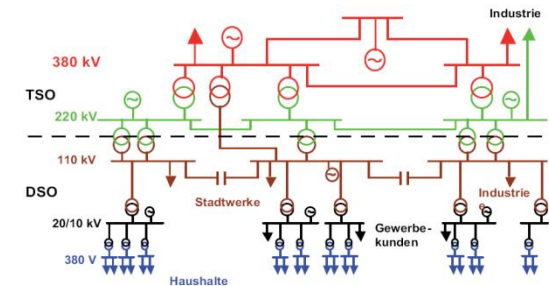 Industrie
380 kV
TSO
220 kV
110 kV
DSO
Stadtwerke
Industrie
e
20/10 kV
Gewerbe-
kunden
380 V
Haushalte